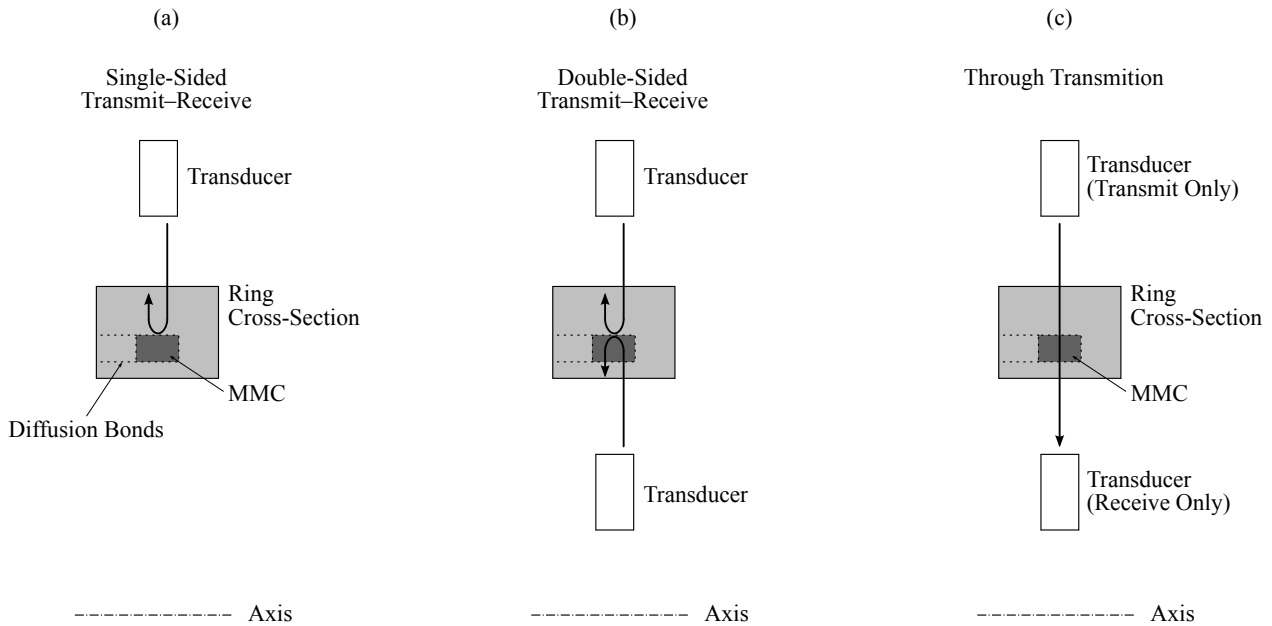 (a)
Single-Sided
Transmit–Receive
Transducer
Ring
Cross-Section
MMC
Diffusion Bonds
Axis
(b)
Double-Sided
Transmit–Receive
Transducer
Transducer
Axis
(c)
Through Transmition
Transducer
(Transmit Only)
Ring
Cross-Section
MMC
Transducer
(Receive Only)
Axis